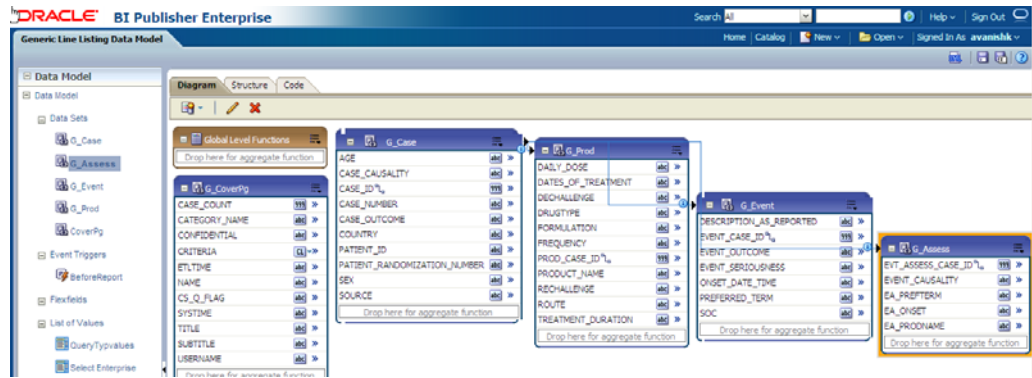 ORACLE BI Publisher Enterprise
Search All Help Sign Out
Generic Line Listing Data Model
Home Catalog New Open Signed In As avanishk
Data Model
Data Model
Data Sets
G_Case
G_Assess
G_Event
G_Prod
CoverPg
Event Triggers
BeforeReport
Flexfields
List of Values
QueryTypvalues
Select Enterprise
Diagram Structure Code
Global Level Functions
Drop here for aggregate function
G_CoverPg
CASE_COUNT
CATEGORY_NAME
CONFIDENTIAL
CRITERIA
ETLTIME
NAME
CS_Q_FLAG
SYSTIME
TITLE
SUBTITLE
USERNAME
Drop here for aggregate function
G_Case
AGE
CASE_CAUSALITY
CASE_ID
CASE_NUMBER
CASE_OUTCOME
COUNTRY
PATIENT_ID
PATIENT_RANDOMIZATION_NUMBER
SEX
SOURCE
Drop here for aggregate function
G_Prod
DAILY_DOSE
DATES_OF_TREATMENT
DECHALLENGE
DRUGTYPE
FORMULATION
FREQUENCY
PROD_CASE_ID
PRODUCT_NAME
RECHALLENGE
ROUTE
TREATMENT_DURATION
Drop here for aggregate function
G_Event
DESCRIPTION_AS_REPORTED
EVENT_CASE_ID
EVENT_OUTCOME
EVENT_SERIOUSNESS
ONSET_DATE_TIME
PREFERRED_TERM
SOC
Drop here for aggregate function
G_Assess
EVT_ASSESS_CASE_ID
EVENT_CAUSALITY
EA_PREFTERM
EA_ONSET
EA_PRODNAME
Drop here for aggregate function